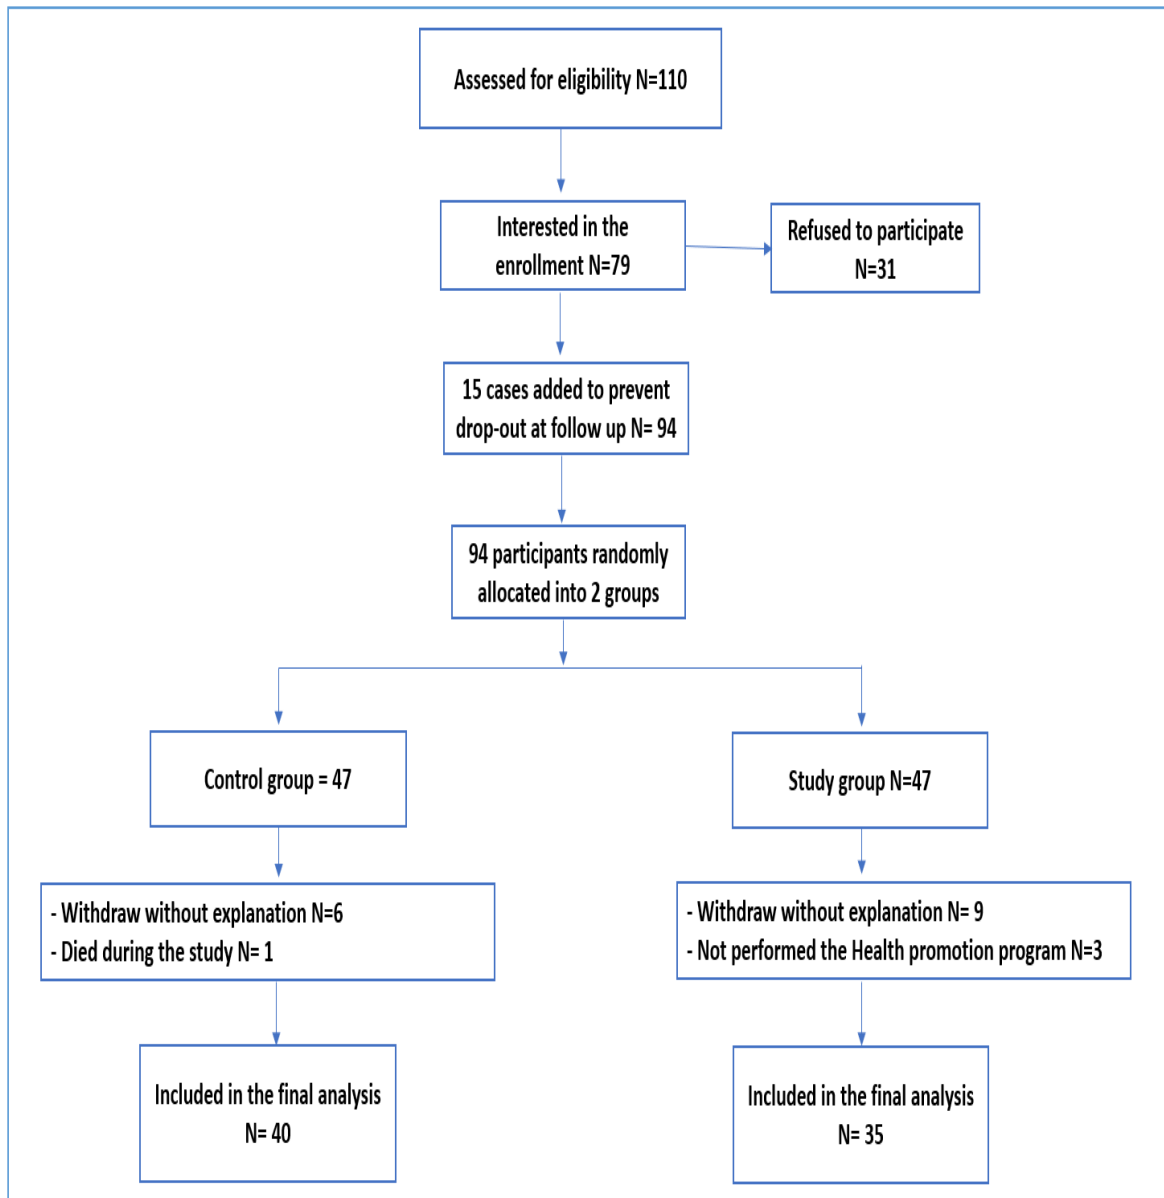 Assessed for eligibility N=110
Interested in the
enrollment N=79
Refused to participate
N=31
15 cases added to prevent
drop-out at follow up N= 94
94 participants randomly
allocated into 2 groups
Control group = 47
Study group N=47
- Withdraw without explanation N=6
- Died during the study N= 1
- Withdraw without explanation N= 9
- Not performed the Health promotion program N=3
Included in the final analysis
N= 40
Included in the final analysis
N= 35